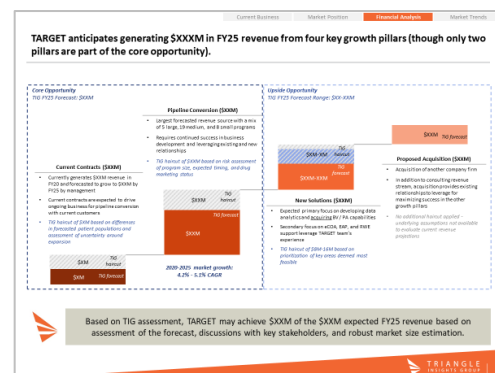 Current Business
Market Position
Financial Analysis
Market Trends
TARGET anticipates generating $XXXM in FY25 revenue from four key growth pillars (though only two
pillars are part of the core opportunity).
Core Opportunity
TIG FY25 Forecast: $XXM
Upside Opportunity
TIG FY25 Forecast Range: $XX-XXM
Pipeline Conversion ($XXM)
• Largest forecasted revenue source with a mix
of 5 large, 19 medium, and 8 small programs
• Requires continued success in business
development and leveraging existing and new
relationships
• TIG haircut of $XXM based on risk assessment
of program size, expected timing, and drug
marketing status
Current Contracts ($XXM)
• Currently generates $XXM revenue in
FY20 and forecasted to grow to $XXM by
FY25 by management
• Current contracts are expected to drive
ongoing business for pipeline conversion
with current customers
• TIG haircut of $XM based on differences
in forecasted patient populations and
assessment of uncertainty around
expansion
$XM
TIG
haircut
$XM
TIG forecast
$XXM
TIG
haircut
$XXM
TIG forecast
2020-2025 market growth:
4.2% - 5.1% CAGR
$XM-XM
TIG
haircut
$XXM-XXM
TIG
forecast
New Solutions ($XXM)
• Expected primary focus on developing data
analytics and acquiring RV / PA capabilities
• Secondary focus on eCOA, SAF, and RWE
support leverage TARGET team's
experience
• TIG haircut of $8M-16M based on
prioritization of key areas deemed most
feasible
$XXM
TIG forecast
Proposed Acquisition ($XXM)
• Acquisition of another company firm
• In addition to consulting revenue
stream, acquisition provides existing
relationships to leverage for
maximizing success in the other
growth pillars
• No additional haircut applied –
underlying assumptions not available
to evaluate current revenue
projections
Based on TIG assessment, TARGET may achieve $XXM of the $XXM expected FY25 revenue based on
assessment of the forecast, discussions with key stakeholders, and robust market size estimation.
TRIANGLE
INSIGHTS GROUP